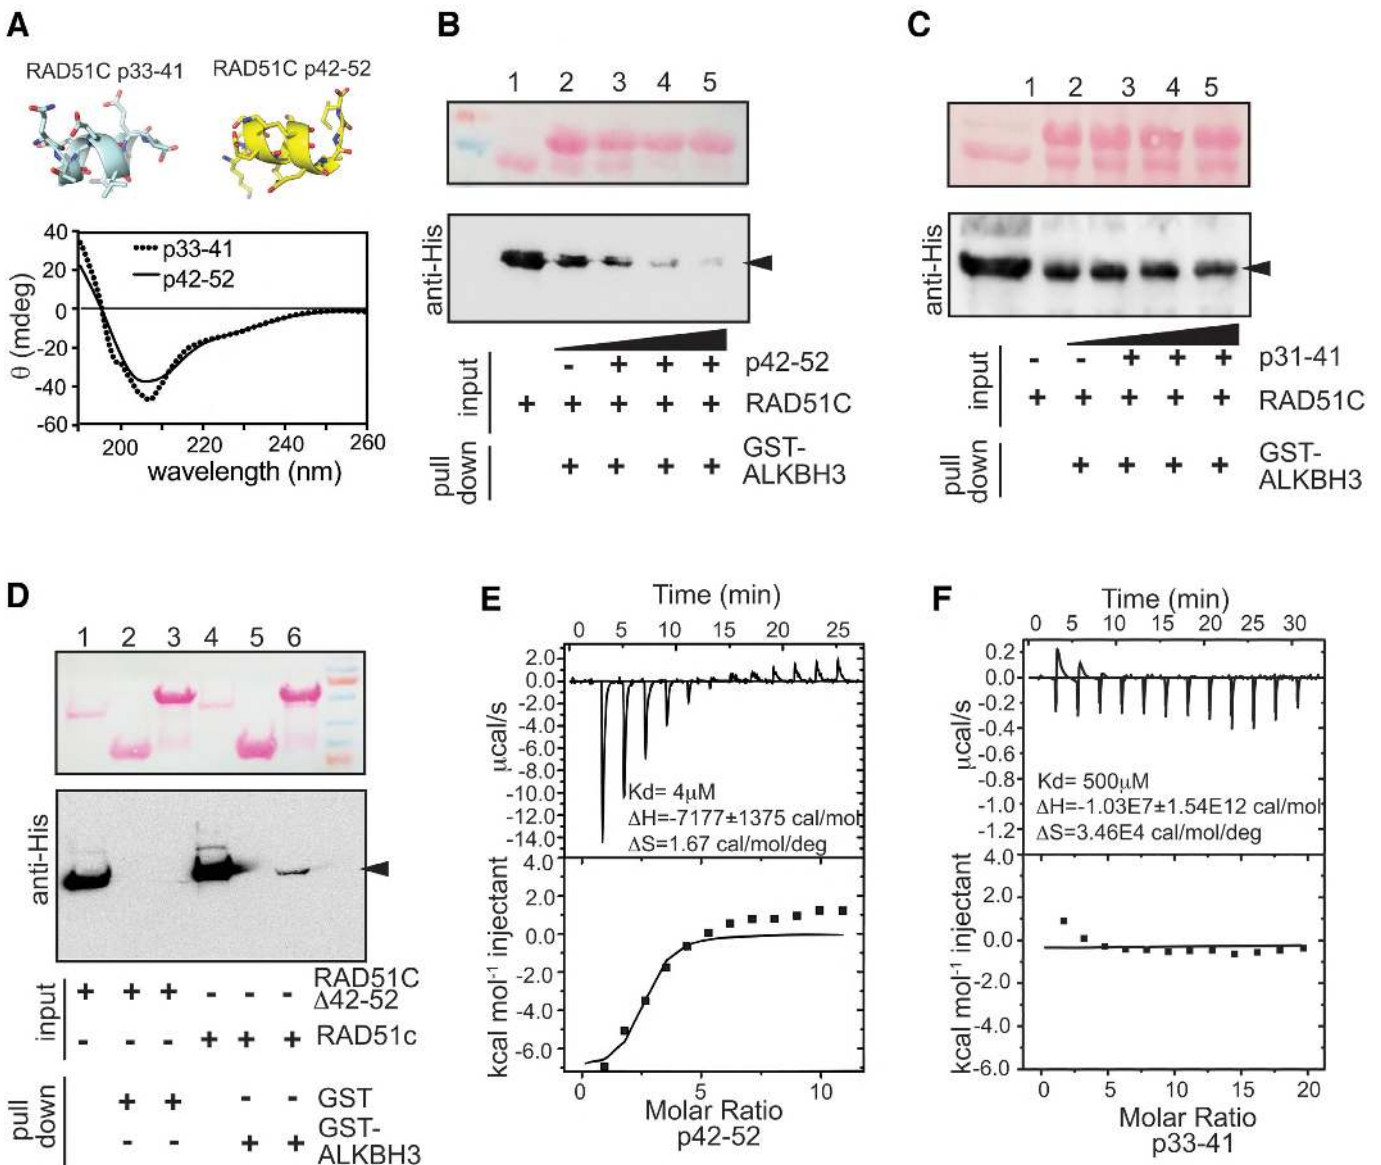 A
RAD51C p33-41
RAD51C p42-52
40
20
0
-20
-40
-60
θ (mdeg)
p33-41
p42-52
200
220
240
260
wavelength (nm)
B
1 2 3 4 5
anti-His
input
- + + + p42-52
+ + + + + RAD51C
pull down
+ + + + GST-ALKBH3
C
1 2 3 4 5
anti-His
input
- - + + + p31-41
+ + + + + RAD51C
pull down
+ + + + GST-ALKBH3
D
1 2 3 4 5 6
anti-His
input
+ + + - - - RAD51C Δ42-52
- - - + + + RAD51c
pull down
+ + - - GST
- - + + GST-ALKBH3
E
Time (min)
0 5 10 15 20 25
2.0
0.0
-2.0
-4.0
-6.0
-8.0
-10.0
-12.0
-14.0
μcal/s
Kd= 4μM
ΔH=-7177±1375 cal/mol
ΔS=1.67 cal/mol/deg
4.0
2.0
0.0
-2.0
-4.0
-6.0
kcal mol⁻¹ injectant
0 5 10
Molar Ratio
p42-52
F
Time (min)
0 5 10 15 20 25 30
0.2
0.0
-0.2
-0.4
-0.6
-0.8
-1.0
-1.2
μcal/s
Kd= 500μM
ΔH=-1.03E7±1.54E12 cal/mol
ΔS=3.46E4 cal/mol/deg
4.0
2.0
0.0
-2.0
-4.0
-6.0
kcal mol⁻¹ injectant
0 5 10 15 20
Molar Ratio
p33-41